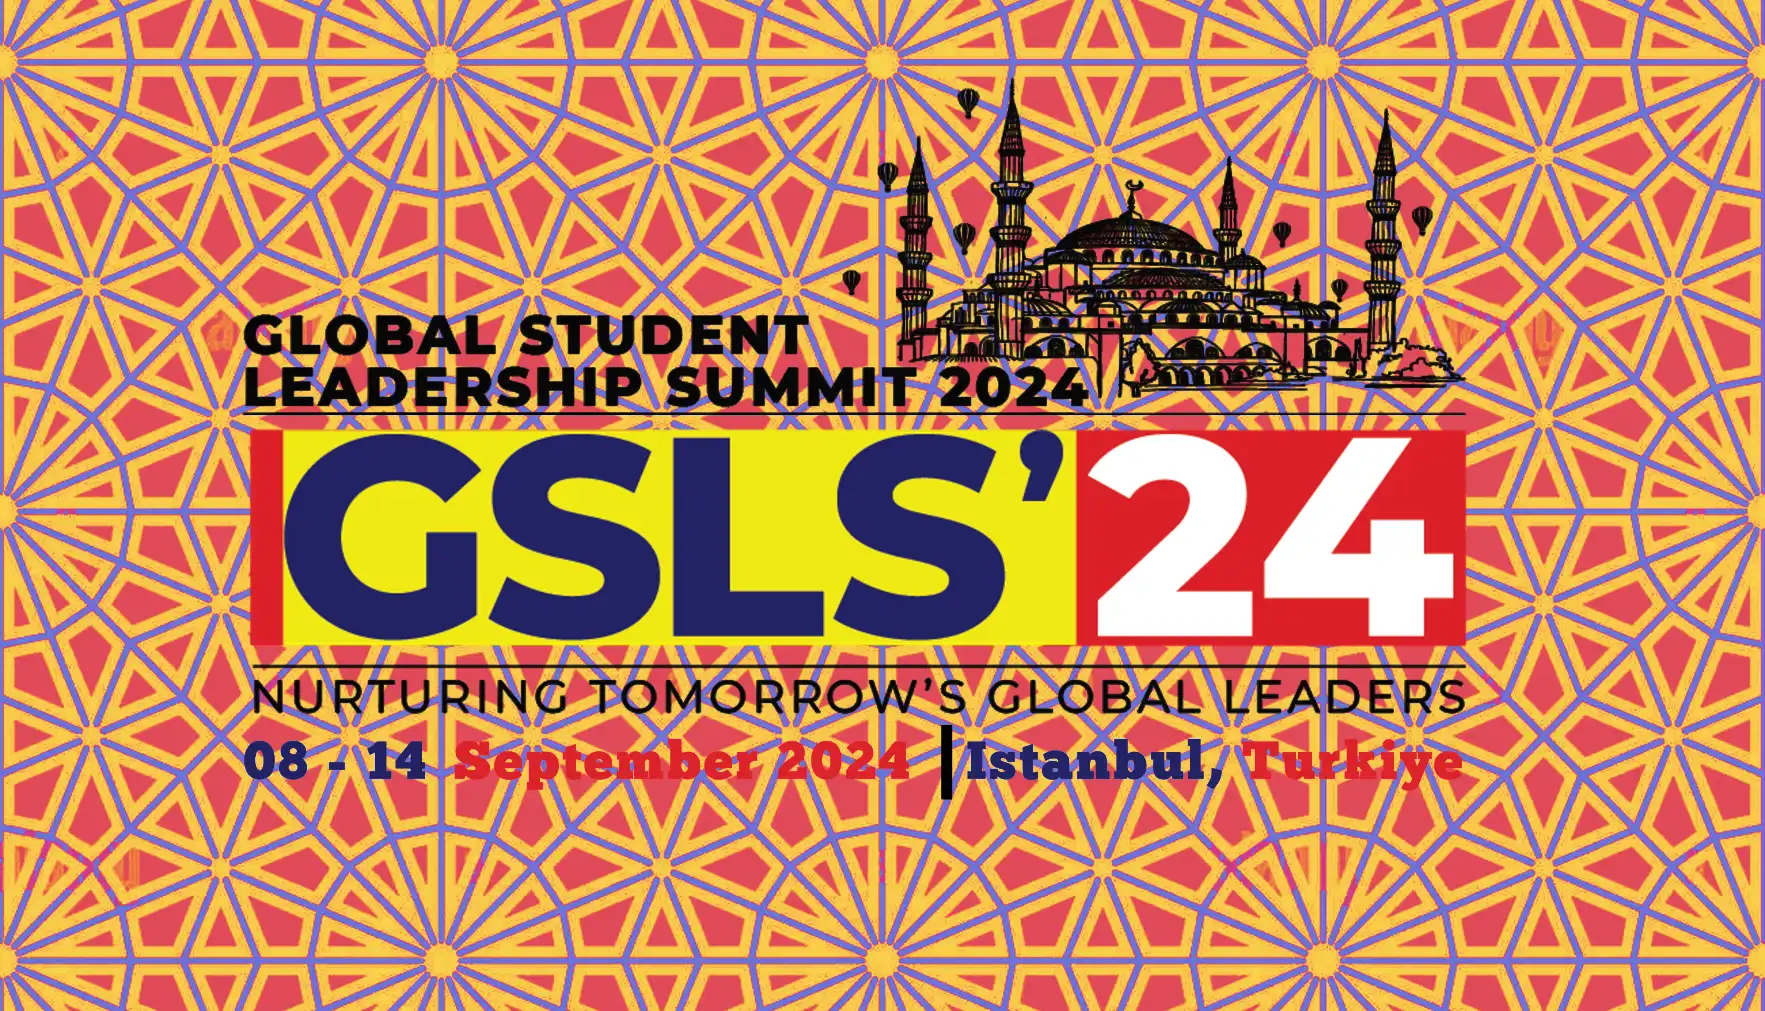 GLOBAL STUDENT
LEADERSHIP SUMMIT 2024
GSLS'24
NURTURING TOMORROW'S GLOBAL LEADERS
08 - 14 September 2024 | Istanbul, Turkiye